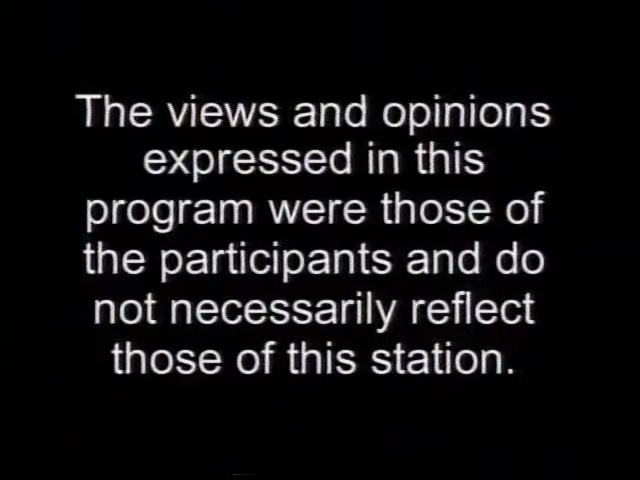 The views and opinions
expressed in this
program were those of
the participants and do
not necessarily reflect
those of this station.